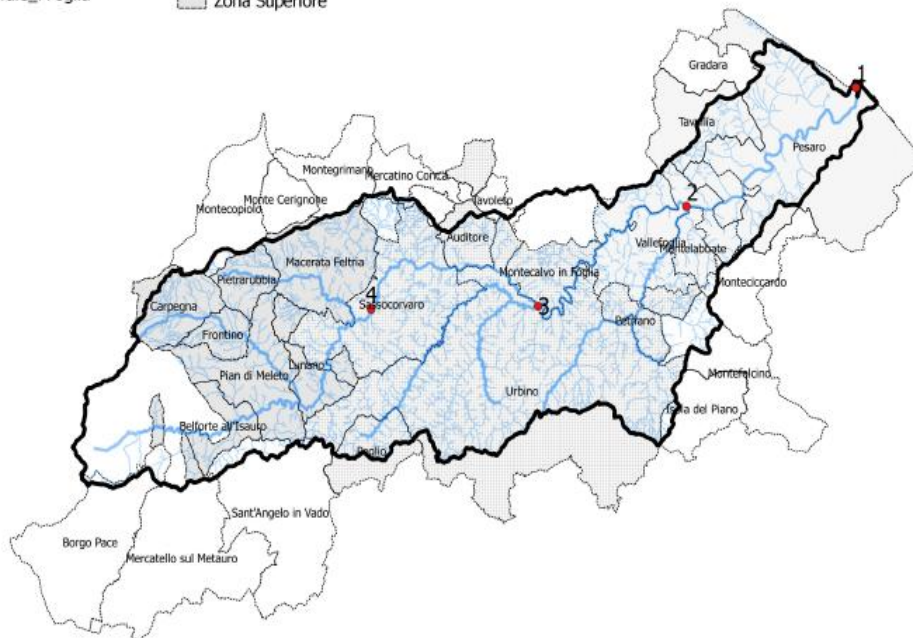 Zona Superiore
Gradara
1
Tavullia
Pesaro
Montegrimano
Mercatino Conca
Monte Cerignone
Tavoleto
Montecopiolo
2
Auditore
Vallefoglia
Montelabbate
Macerata Feltria
Montecalvo in Foglia
Pietrarubbia
Monteciccardo
Carpegna
4
Sassocorvaro
3
Frontino
Petriano
Lunano
Pian di Meleto
Montefelcino
Urbino
Isola del Piano
Belforte all'Isauro
Peglio
Sant'Angelo in Vado
Borgo Pace
Mercatello sul Metauro